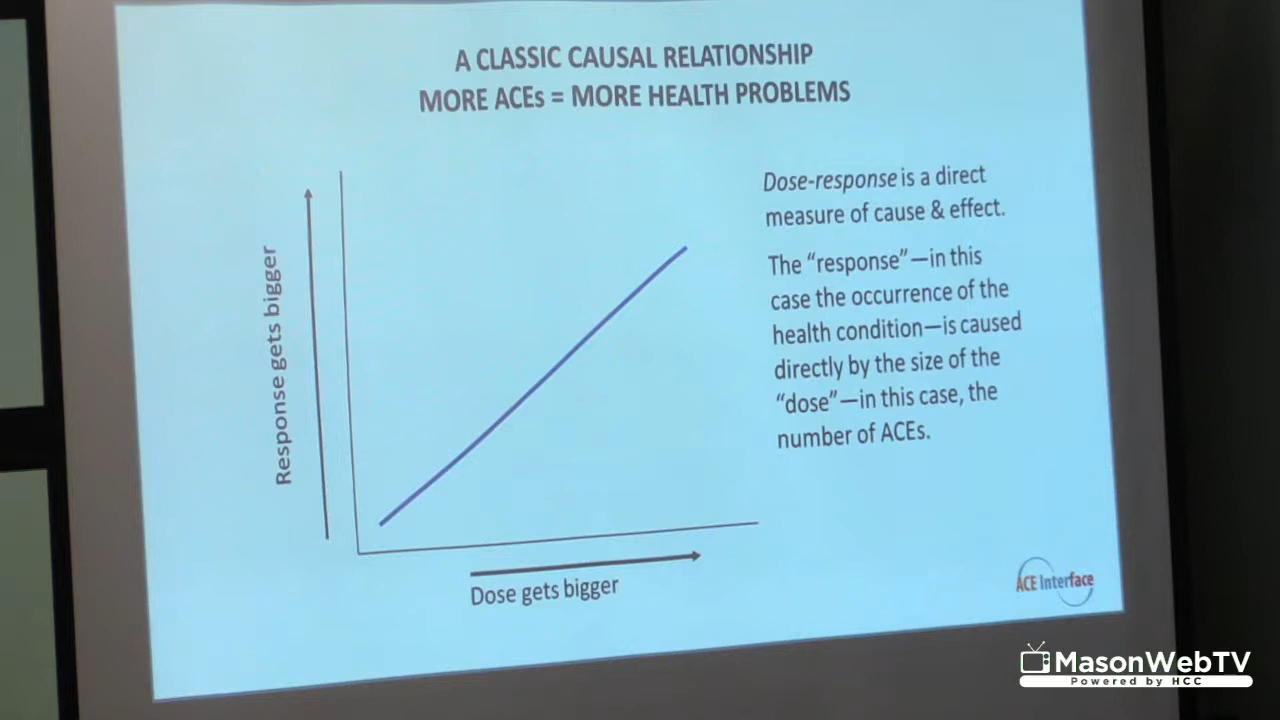 A CLASSIC CAUSAL RELATIONSHIP
MORE ACEs = MORE HEALTH PROBLEMS
Response gets bigger
Dose gets bigger
Dose-response is a direct
measure of cause & effect.
The “response”—in this
case the occurrence of the
health condition—is caused
directly by the size of the
“dose”—in this case, the
number of ACEs.
ACE Interface
MasonWebTV
Powered by HCC